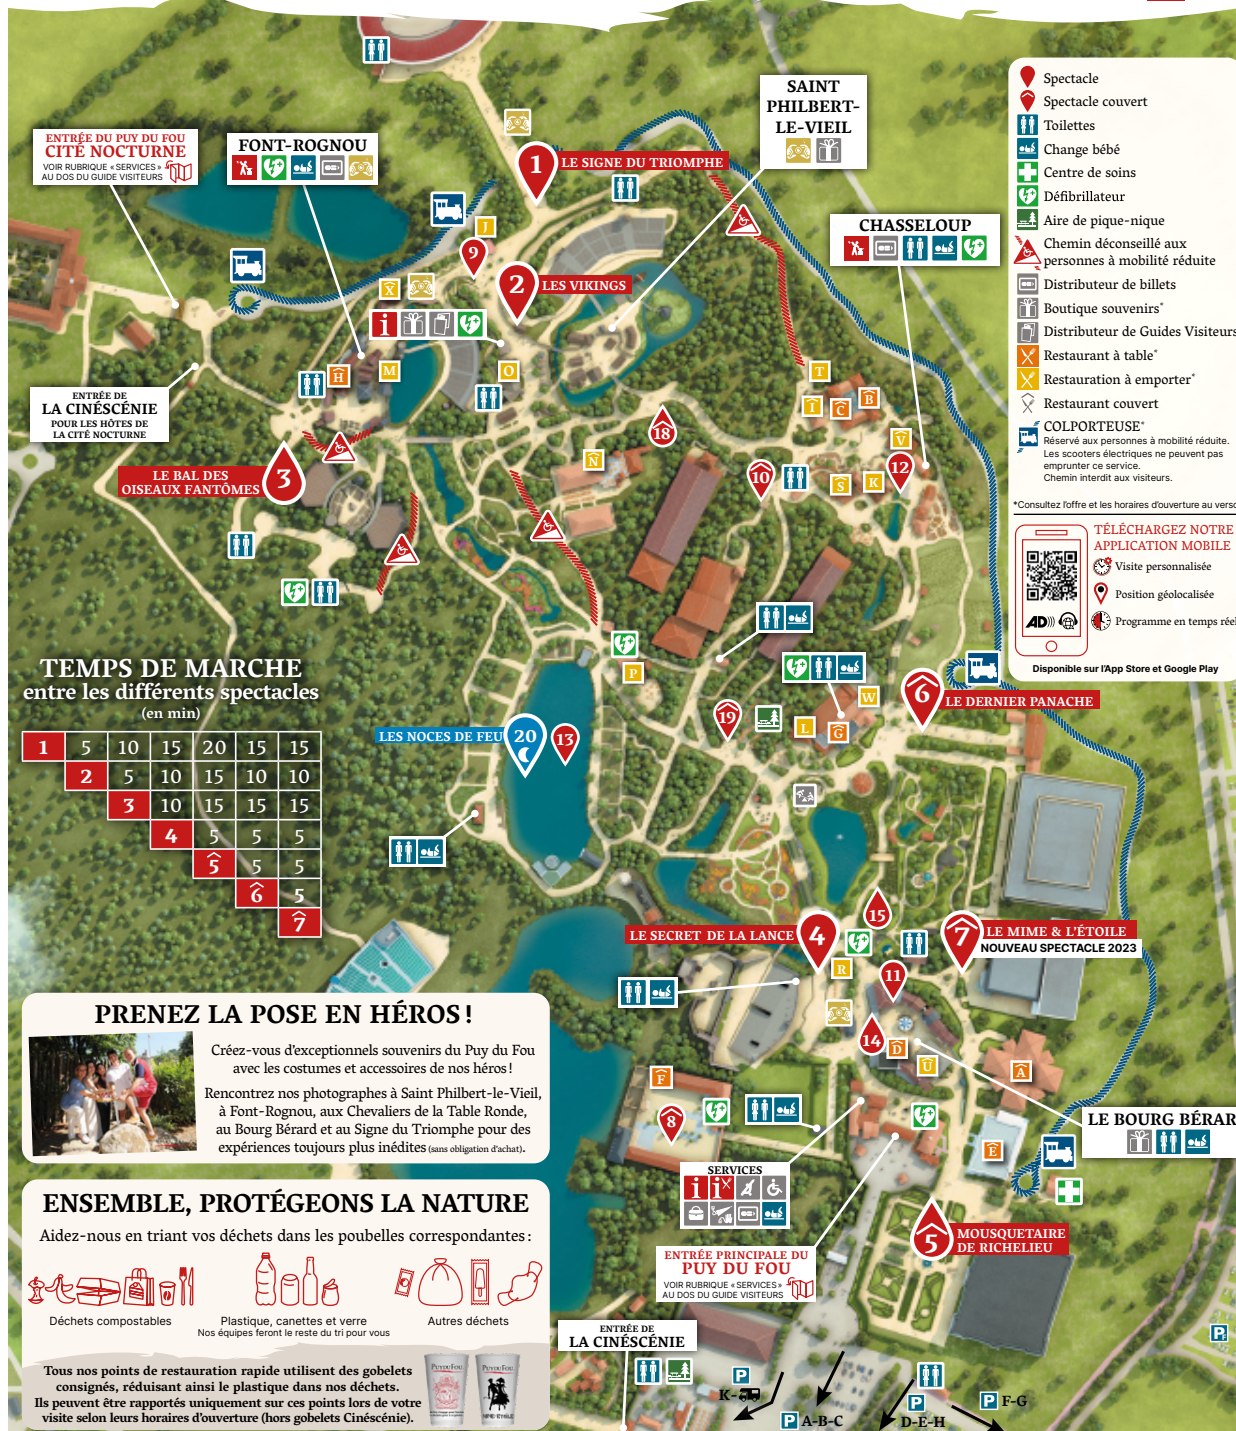 ENTRÉE DU PUY DU FOU
CITÉ NOCTURNE
VOIR RUBRIQUE «SERVICES»
AU DOS DU GUIDE VISITEURS
FONT-ROGNOU
SAINT
PHILBERT-
LE-VIEIL
1
LE SIGNE DU TRIOMPHE
CHASSELOUP
J
9
2
LES VIKINGS
X
i
H
M
O
ENTRÉE DE
LA CINÉSCÉNIE
POUR LES HÔTES DE
LA CITÉ NOCTURNE
T
I
C
B
V
18
N
10
S
K
12
3
LE BAL DES
OISEAUX FANTÔMES
Spectacle
Spectacle couvert
Toilettes
Change bébé
Centre de soins
Défibrillateur
Aire de pique-nique
Chemin déconseillé aux
personnes à mobilité réduite
Distributeur de billets
Boutique souvenirs*
Distributeur de Guides Visiteurs
Restaurant à table*
Restauration à emporter*
Restaurant couvert
COLPORTEUSE*
Réservé aux personnes à mobilité réduite.
Les scooters électriques ne peuvent pas
emprunter ce service.
Chemin interdit aux visiteurs.
*Consultez l'offre et les horaires d'ouverture au verso
TÉLÉCHARGEZ NOTRE
APPLICATION MOBILE
Visite personnalisée
Position géolocalisée
AD)))
Programme en temps réel
Disponible sur l'App Store et Google Play
P
W
19
L
G
6
LE DERNIER PANACHE
LES NOCES DE FEU
20
13
TEMPS DE MARCHE
entre les différents spectacles
(en min)
1 5 10 15 20 15 15
2 5 10 15 10 10
3 10 15 15 15
4 5 5 5
5 5 5
6 5
7
15
LE SECRET DE LA LANCE
4
7
LE MIME & L'ÉTOILE
NOUVEAU SPECTACLE 2023
R
11
14
D
U
A
F
8
E
LE BOURG BÉRAR
SERVICES
i i
5
MOUSQUETAIRE
DE RICHELIEU
ENTRÉE PRINCIPALE DU
PUY DU FOU
VOIR RUBRIQUE «SERVICES»
AU DOS DU GUIDE VISITEURS
ENTRÉE DE
LA CINÉSCÉNIE
P
K-
P A-B-C
P
D-E-H
P F-G
P
PRENEZ LA POSE EN HÉROS !
Créez-vous d'exceptionnels souvenirs du Puy du Fou
avec les costumes et accessoires de nos héros !
Rencontrez nos photographes à Saint Philbert-le-Vieil,
à Font-Rognou, aux Chevaliers de la Table Ronde,
au Bourg Bérard et au Signe du Triomphe pour des
expériences toujours plus inédites (sans obligation d'achat).
ENSEMBLE, PROTÉGEONS LA NATURE
Aidez-nous en triant vos déchets dans les poubelles correspondantes :
Déchets compostables
Plastique, canettes et verre
Nos équipes feront le reste du tri pour vous
Autres déchets
Tous nos points de restauration rapide utilisent des gobelets
consignés, réduisant ainsi le plastique dans nos déchets.
Ils peuvent être rapportés uniquement sur ces points lors de votre
visite selon leurs horaires d'ouverture (hors gobelets Cinéscénie).
PUY DU FOU
PUY DU FOU